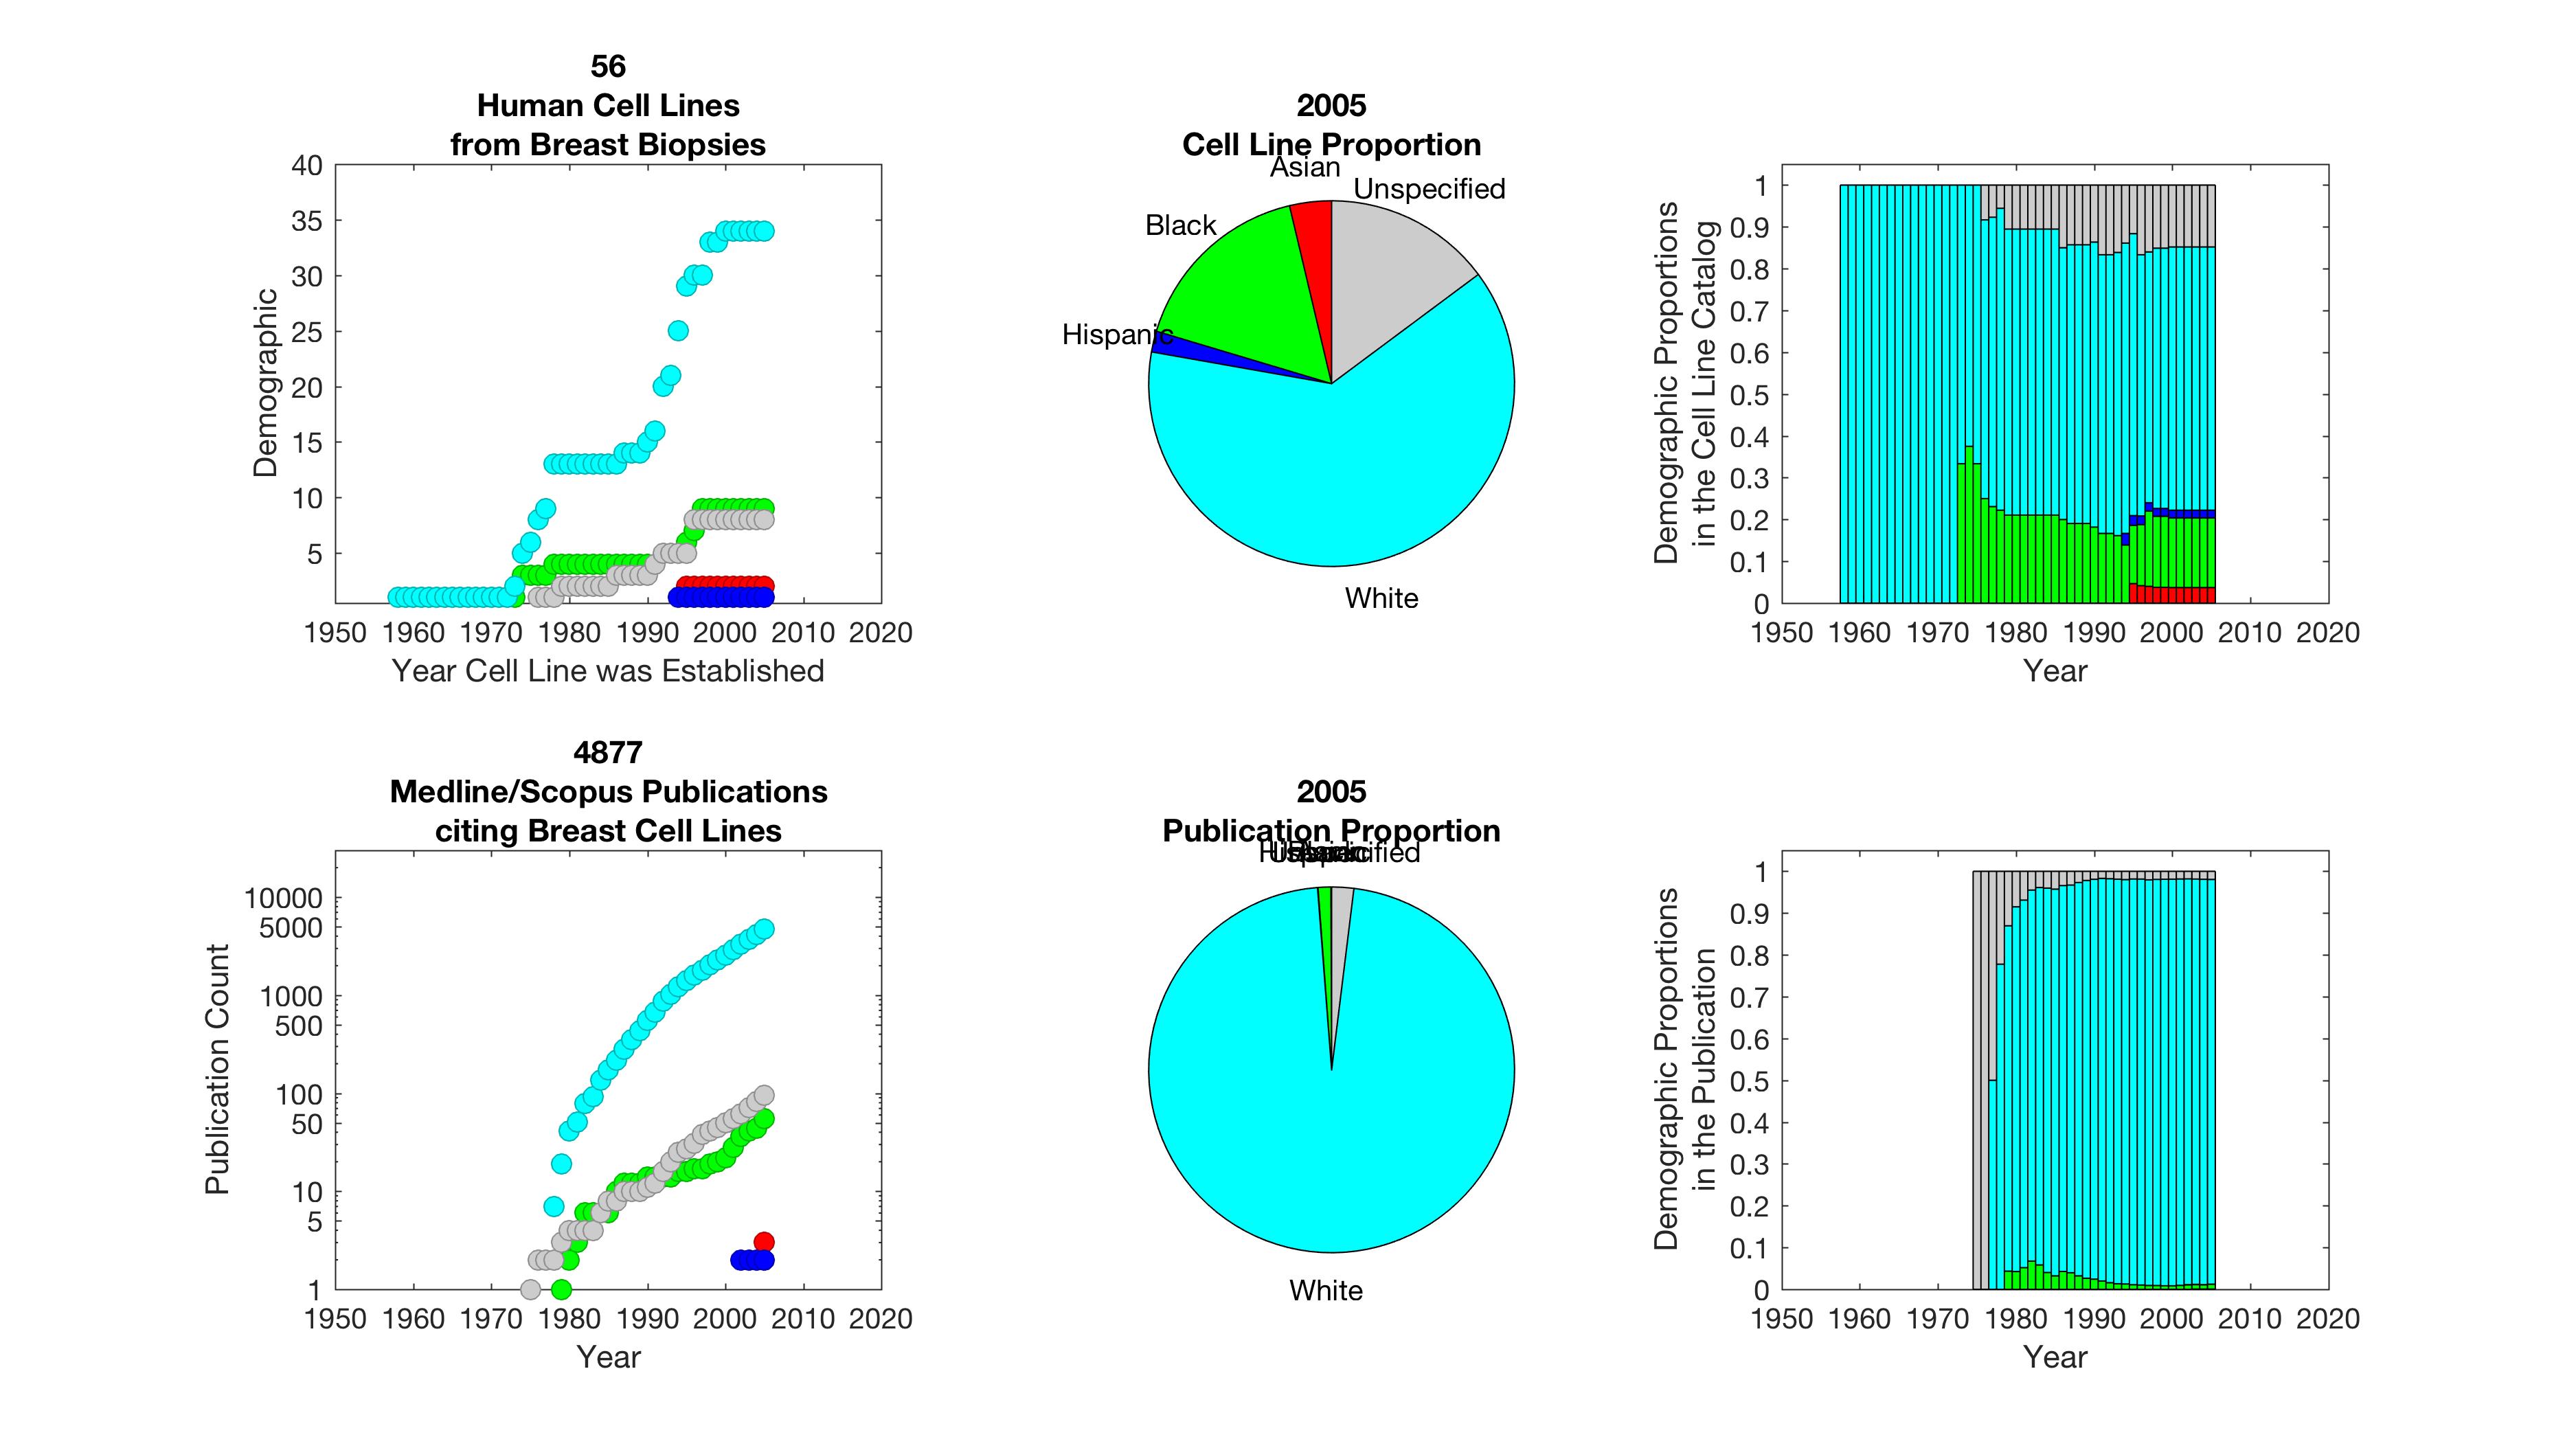 56
Human Cell Lines
from Breast Biopsies
40
35
30
25
20
15
10
5
Demographic
1950 1960 1970 1980 1990 2000 2010 2020
Year Cell Line was Established
2005
Cell Line Proportion
Asian
Unspecified
Black
Hispanic
White
Demographic Proportions
in the Cell Line Catalog
1
0.9
0.8
0.7
0.6
0.5
0.4
0.3
0.2
0.1
0
1950 1960 1970 1980 1990 2000 2010 2020
Year
4877
Medline/Scopus Publications
citing Breast Cell Lines
Publication Count
10000
5000
1000
500
100
50
10
5
1
1950 1960 1970 1980 1990 2000 2010 2020
Year
2005
Publication Proportion
White
Demographic Proportions
in the Publication
1
0.9
0.8
0.7
0.6
0.5
0.4
0.3
0.2
0.1
0
1950 1960 1970 1980 1990 2000 2010 2020
Year